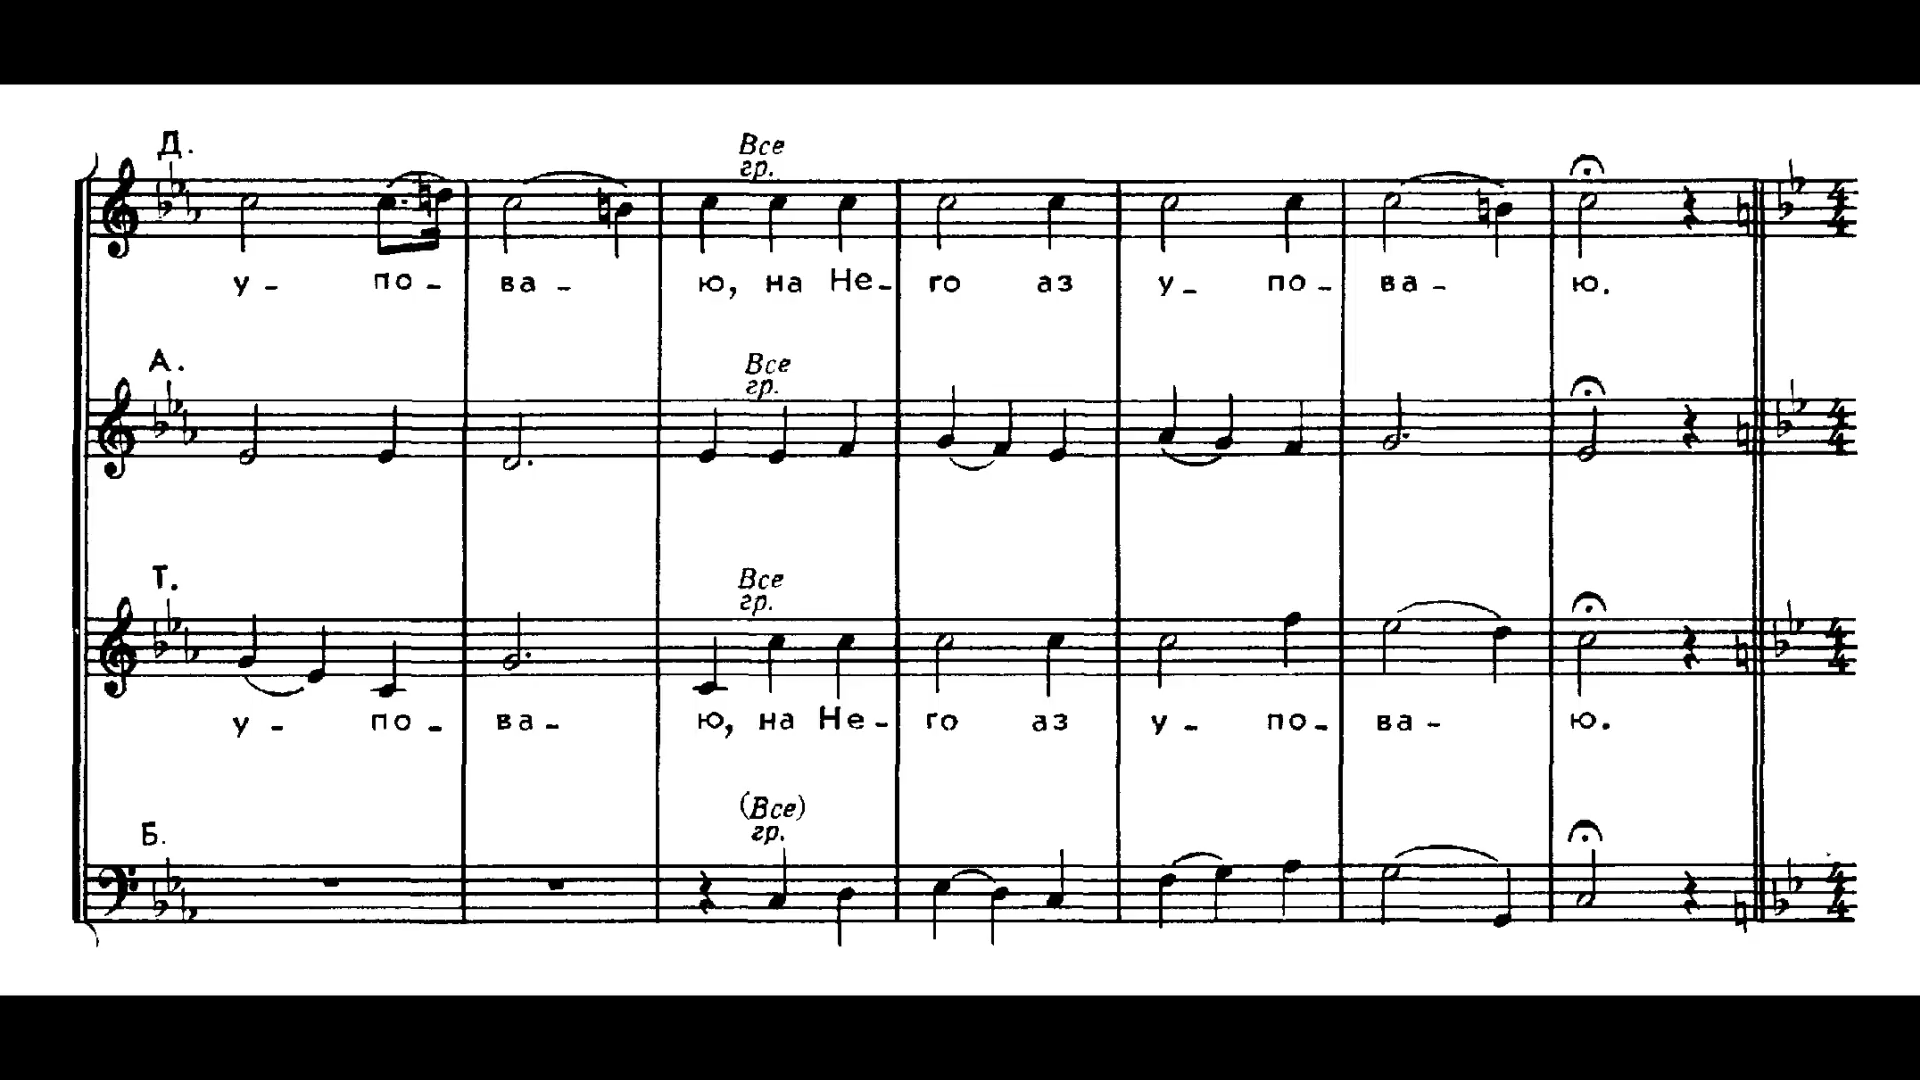 Д.
Все
гр.
у - по - ва - ю, на Не - го аз у - по - ва - ю.
А.
Все
гр.
Т.
Все
гр.
у - по - ва - ю, на Не - го аз у - по - ва - ю.
(Все)
гр.
Б.